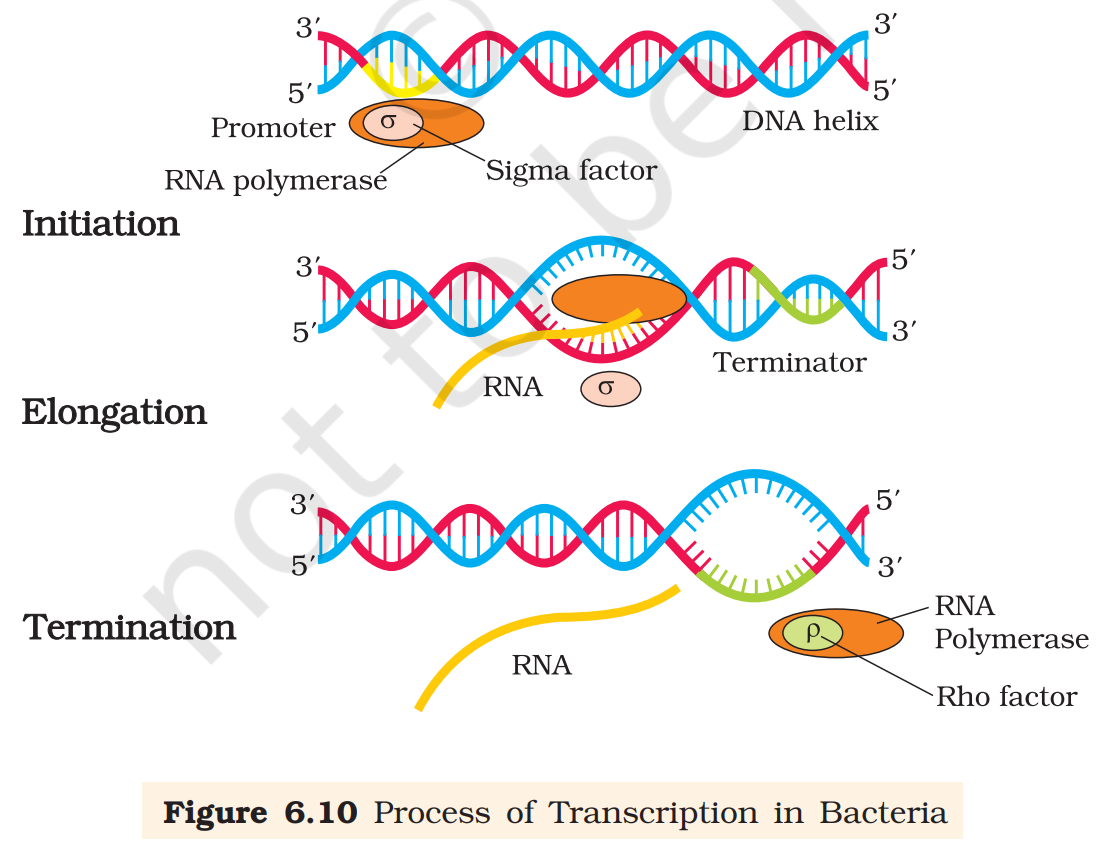 3′ 3′
5′ 5′
Promoter σ DNA helix
RNA polymerase Sigma factor
Initiation
3′ 5′
5′ 3′
Terminator
RNA σ
Elongation
3′ 5′
5′ 3′
RNA
Polymerase
Termination ρ
RNA
Rho factor
Figure 6.10 Process of Transcription in Bacteria
© not to be r